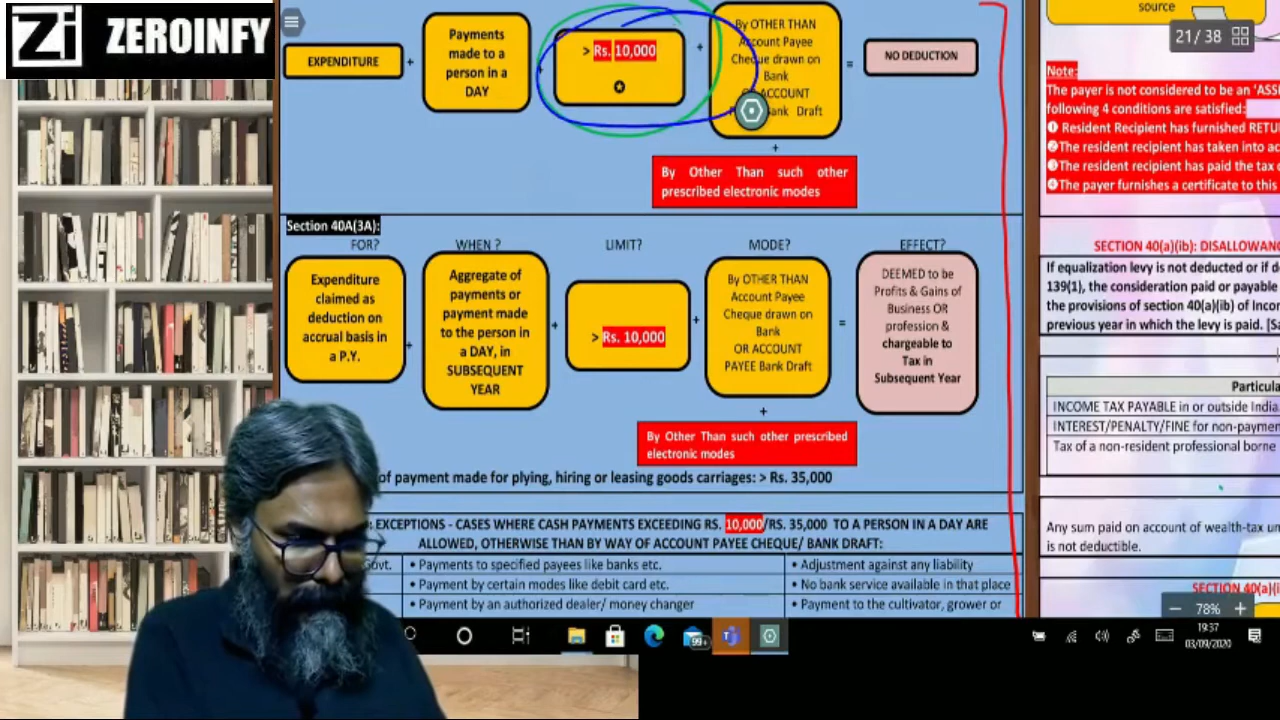 ZEROINFY
EXPENDITURE
+
Payments
made to a
person in a
DAY
> Rs. 10,000
+
By OTHER THAN
Account Payee
Cheque drawn on
Bank
ACCOUNT
Bank Draft
=
NO DEDUCTION
+
By Other Than such other
prescribed electronic modes
Section 40A(3A):
FOR? WHEN ? LIMIT? MODE? EFFECT?
Expenditure
claimed as
deduction on
accrual basis in
a P.Y.
+
Aggregate of
payments or
payment made
to the person in
a DAY, in
SUBSEQUENT
YEAR
+
> Rs. 10,000
+
By OTHER THAN
Account Payee
Cheque drawn on
Bank
OR ACCOUNT
PAYEE Bank Draft
=
DEEMED to be
Profits & Gains of
Business OR
profession &
chargeable to
Tax in
Subsequent Year
+
By Other Than such other prescribed
electronic modes
of payment made for plying, hiring or leasing goods carriages: > Rs. 35,000
EXCEPTIONS - CASES WHERE CASH PAYMENTS EXCEEDING RS. 10,000/RS. 35,000 TO A PERSON IN A DAY ARE
ALLOWED, OTHERWISE THAN BY WAY OF ACCOUNT PAYEE CHEQUE/ BANK DRAFT:
Govt. • Payments to specified payees like banks etc. • Adjustment against any liability
• Payment by certain modes like debit card etc. • No bank service available in that place
• Payment by an authorized dealer/ money changer • Payment to the cultivator, grower or
source
21 / 38
Note:
The payer is not considered to be an 'ASSE
following 4 conditions are satisfied:
❶ Resident Recipient has furnished RETU
❷The resident recipient has taken into ac
❸The resident recipient has paid the tax
❹The payer furnishes a certificate to this
SECTION 40(a)(ib): DISALLOWANC
If equalization levy is not deducted or if d
139(1), the consideration paid or payable
the provisions of section 40(a)(ib) of Incom
previous year in which the levy is paid.
Particula
INCOME TAX PAYABLE in or outside India.
INTEREST/PENALTY/FINE for non-paymen
Tax of a non-resident professional borne
Any sum paid on account of wealth-tax un
is not deductible.
SECTION 40(a)(i
− 78% +
99+
19:37
03/09/2020